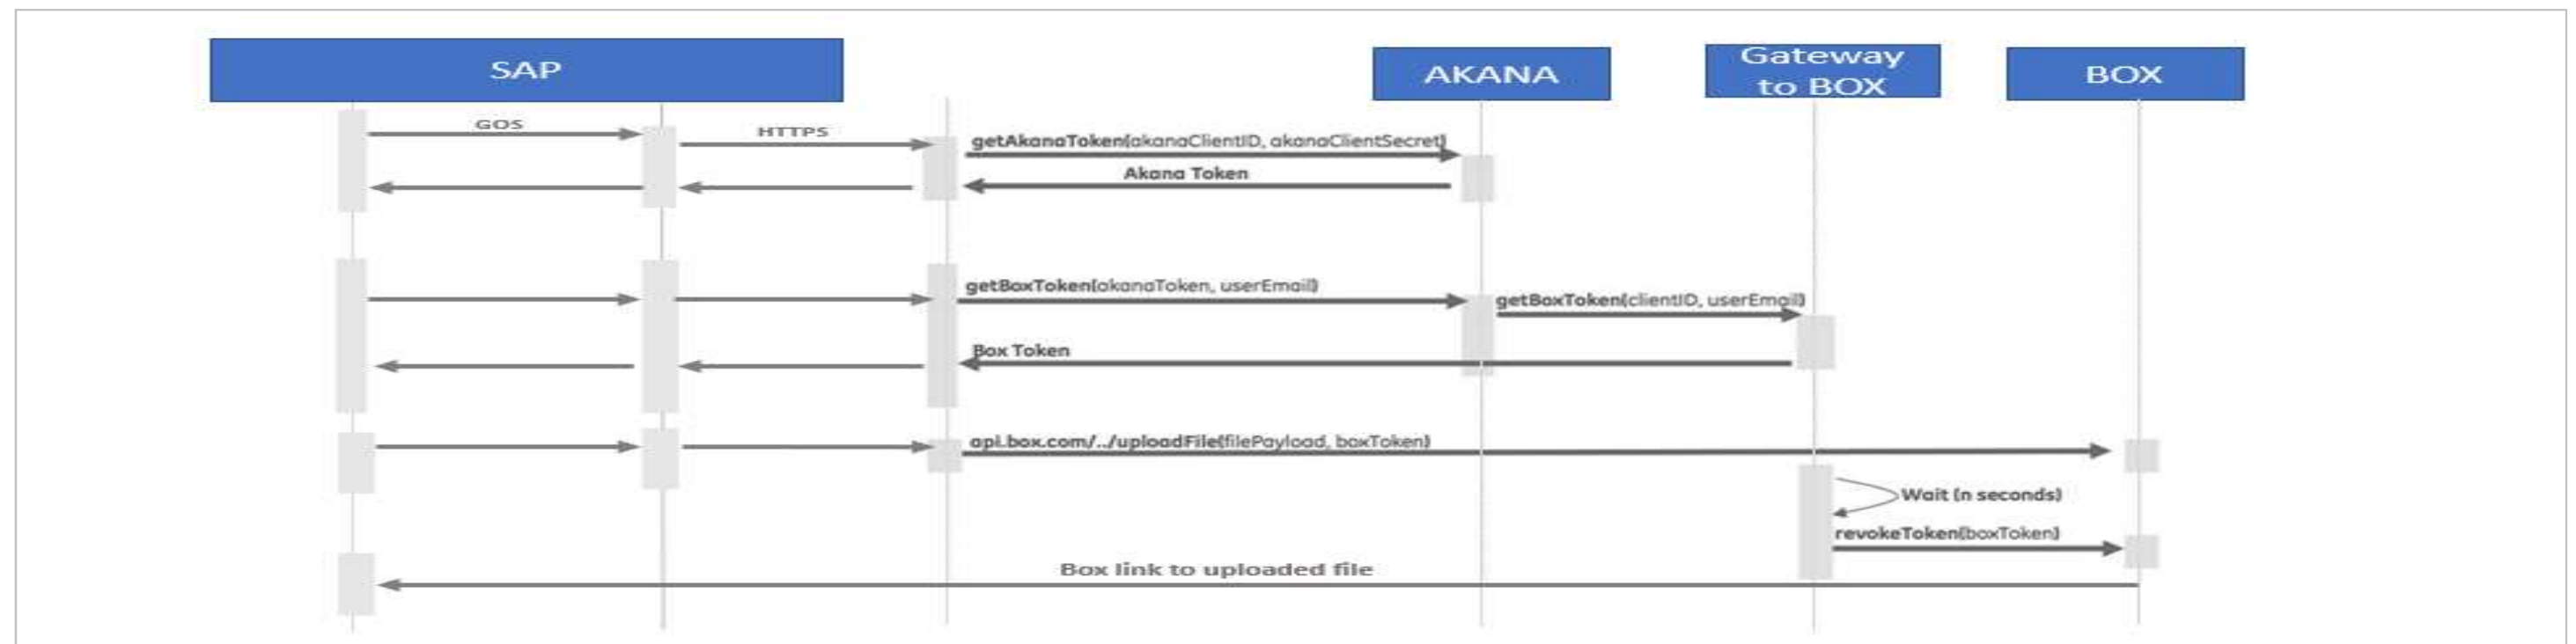 SAP
AKANA
Gateway
to BOX
BOX
GOS
HTTPS
getAkanaToken(akanaClientID, akanaClientSecret)
Akana Token
getBoxToken(akanaToken, userEmail)
getBoxToken(clientID, userEmail)
Box Token
api.box.com/../uploadFile(filePayload, boxToken)
Wait (n seconds)
revokeToken(boxToken)
Box link to uploaded file